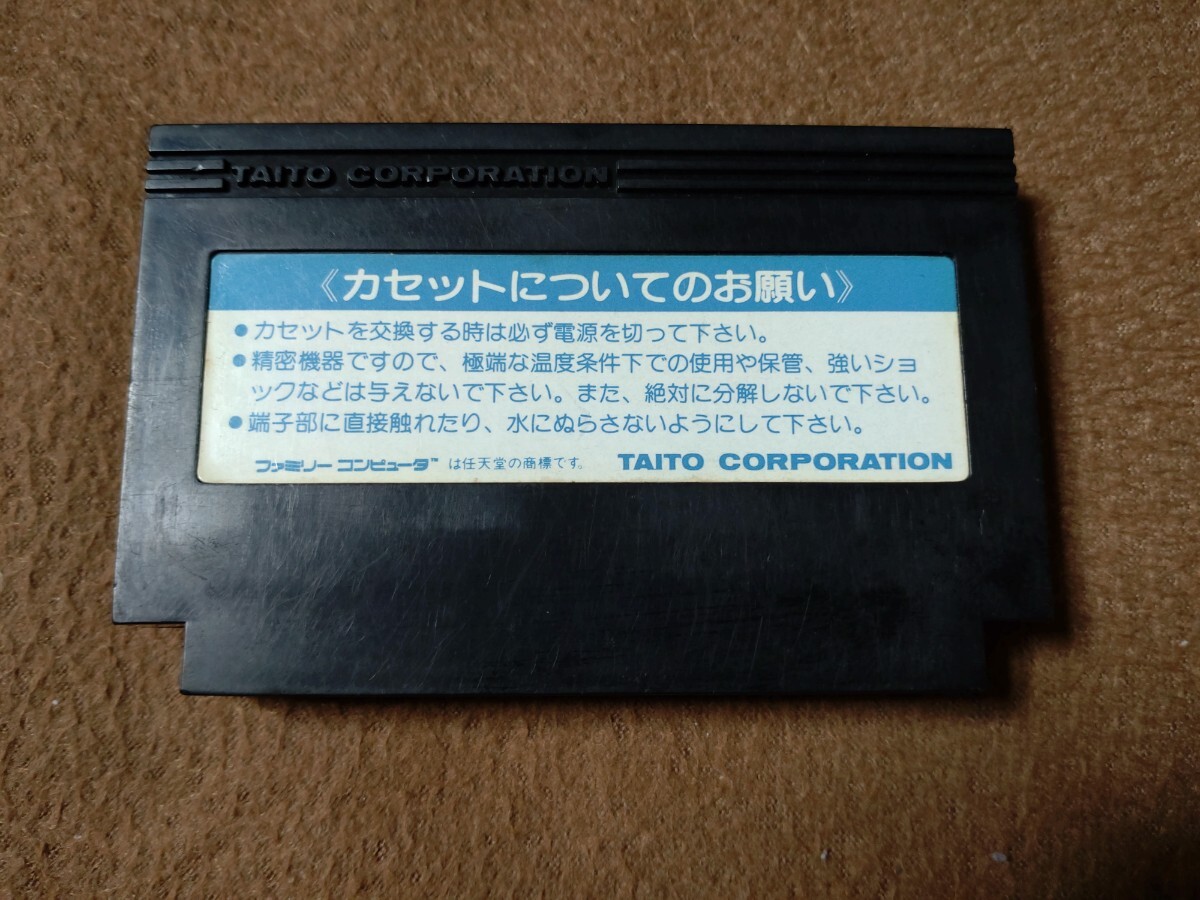 TAITO CORPORATION
《カセットについてのお願い》
●カセットを交換する時は必ず電源を切って下さい。
●精密機器ですので、極端な温度条件下での使用や保管、強いショ
ックなどは与えないで下さい。また、絶対に分解しないで下さい。
●端子部に直接触れたり、水にぬらさないようにして下さい。
ファミリーコンピュータ™ は任天堂の商標です。 TAITO CORPORATION